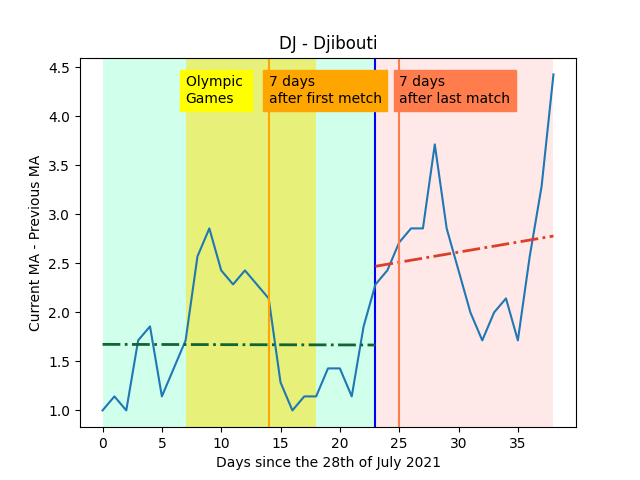 DJ - Djibouti
Olympic
Games
7 days
after first metch
7 days
after last match
Current MA - Previous MA
4.5
4.0
3.5
3.0
2.5
2.0
1.5
1.0
0 5 10 15 20 25 30 35
Days since the 28th of July 2021